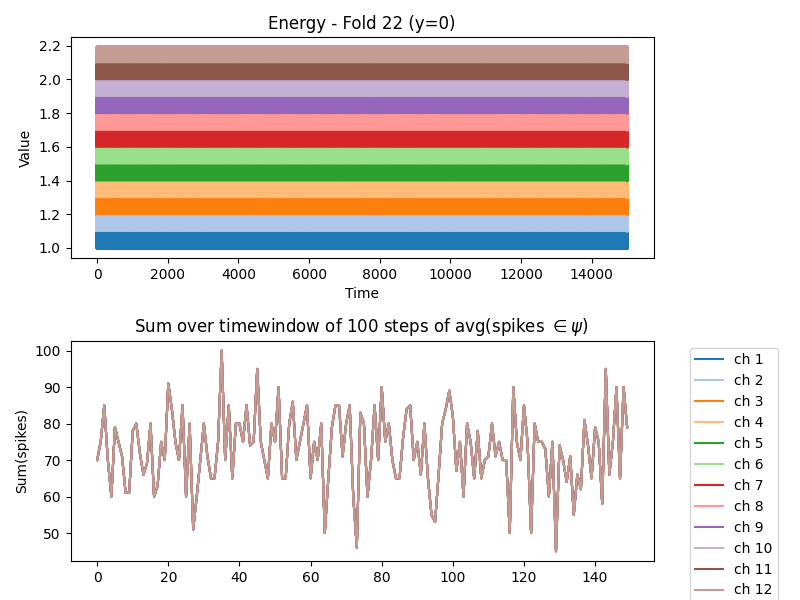 Energy - Fold 22 (y=0)
Value
2.2
2.0
1.8
1.6
1.4
1.2
1.0
0 2000 4000 6000 8000 10000 12000 14000
Time
Sum over timewindow of 100 steps of avg(spikes ∈ψ)
Sum(spikes)
100
90
80
70
60
50
0 20 40 60 80 100 120 140
ch 1
ch 2
ch 3
ch 4
ch 5
ch 6
ch 7
ch 8
ch 9
ch 10
ch 11
ch 12